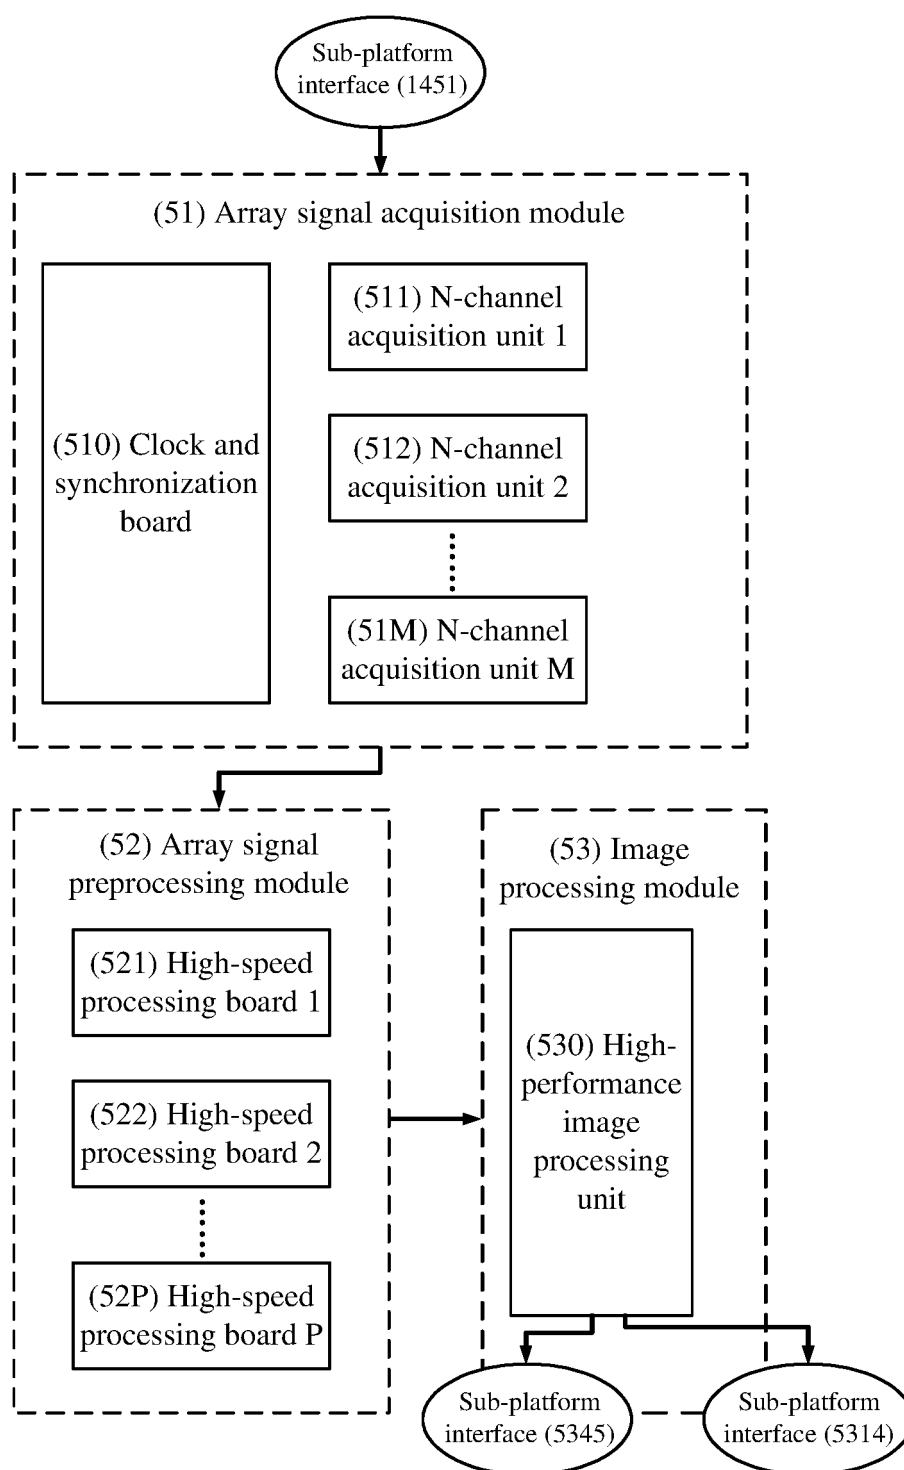 Sub-platform
interface (1451)
(51) Array signal acquisition module
(510) Clock and
synchronization
board
(511) N-channel
acquisition unit 1
(512) N-channel
acquisition unit 2
(51M) N-channel
acquisition unit M
(52) Array signal
preprocessing module
(521) High-speed
processing board 1
(522) High-speed
processing board 2
(52P) High-speed
processing board P
(53) Image
processing module
(530) High-
performance
image
processing
unit
Sub-platform
interface (5345)
Sub-platform
interface (5314)